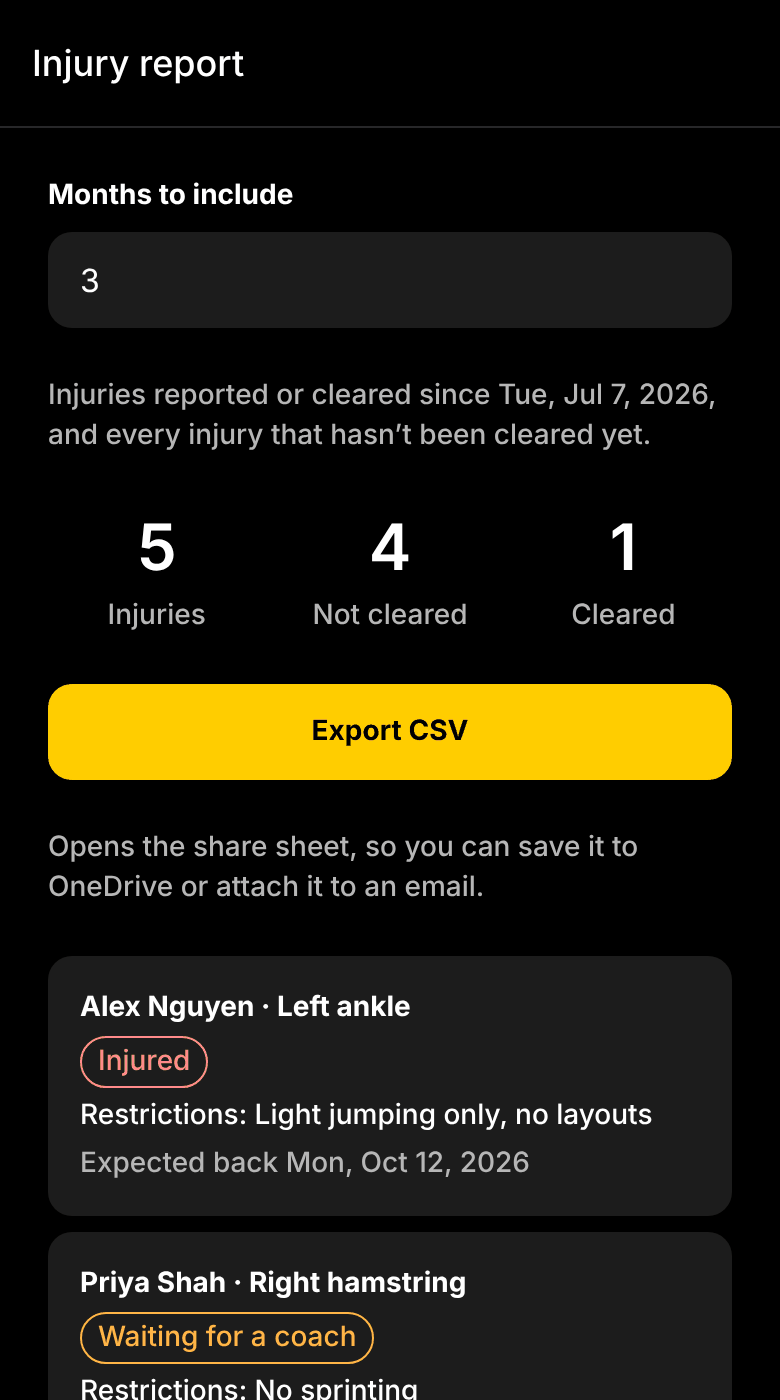 Injury report
Months to include
3
Injuries reported or cleared since Tue, Jul 7, 2026,
and every injury that hasn’t been cleared yet.
5 4 1
Injuries Not cleared Cleared
Export CSV
Opens the share sheet, so you can save it to
OneDrive or attach it to an email.
Alex Nguyen · Left ankle
Injured
Restrictions: Light jumping only, no layouts
Expected back Mon, Oct 12, 2026
Priya Shah · Right hamstring
Waiting for a coach
Restrictions: No sprinting